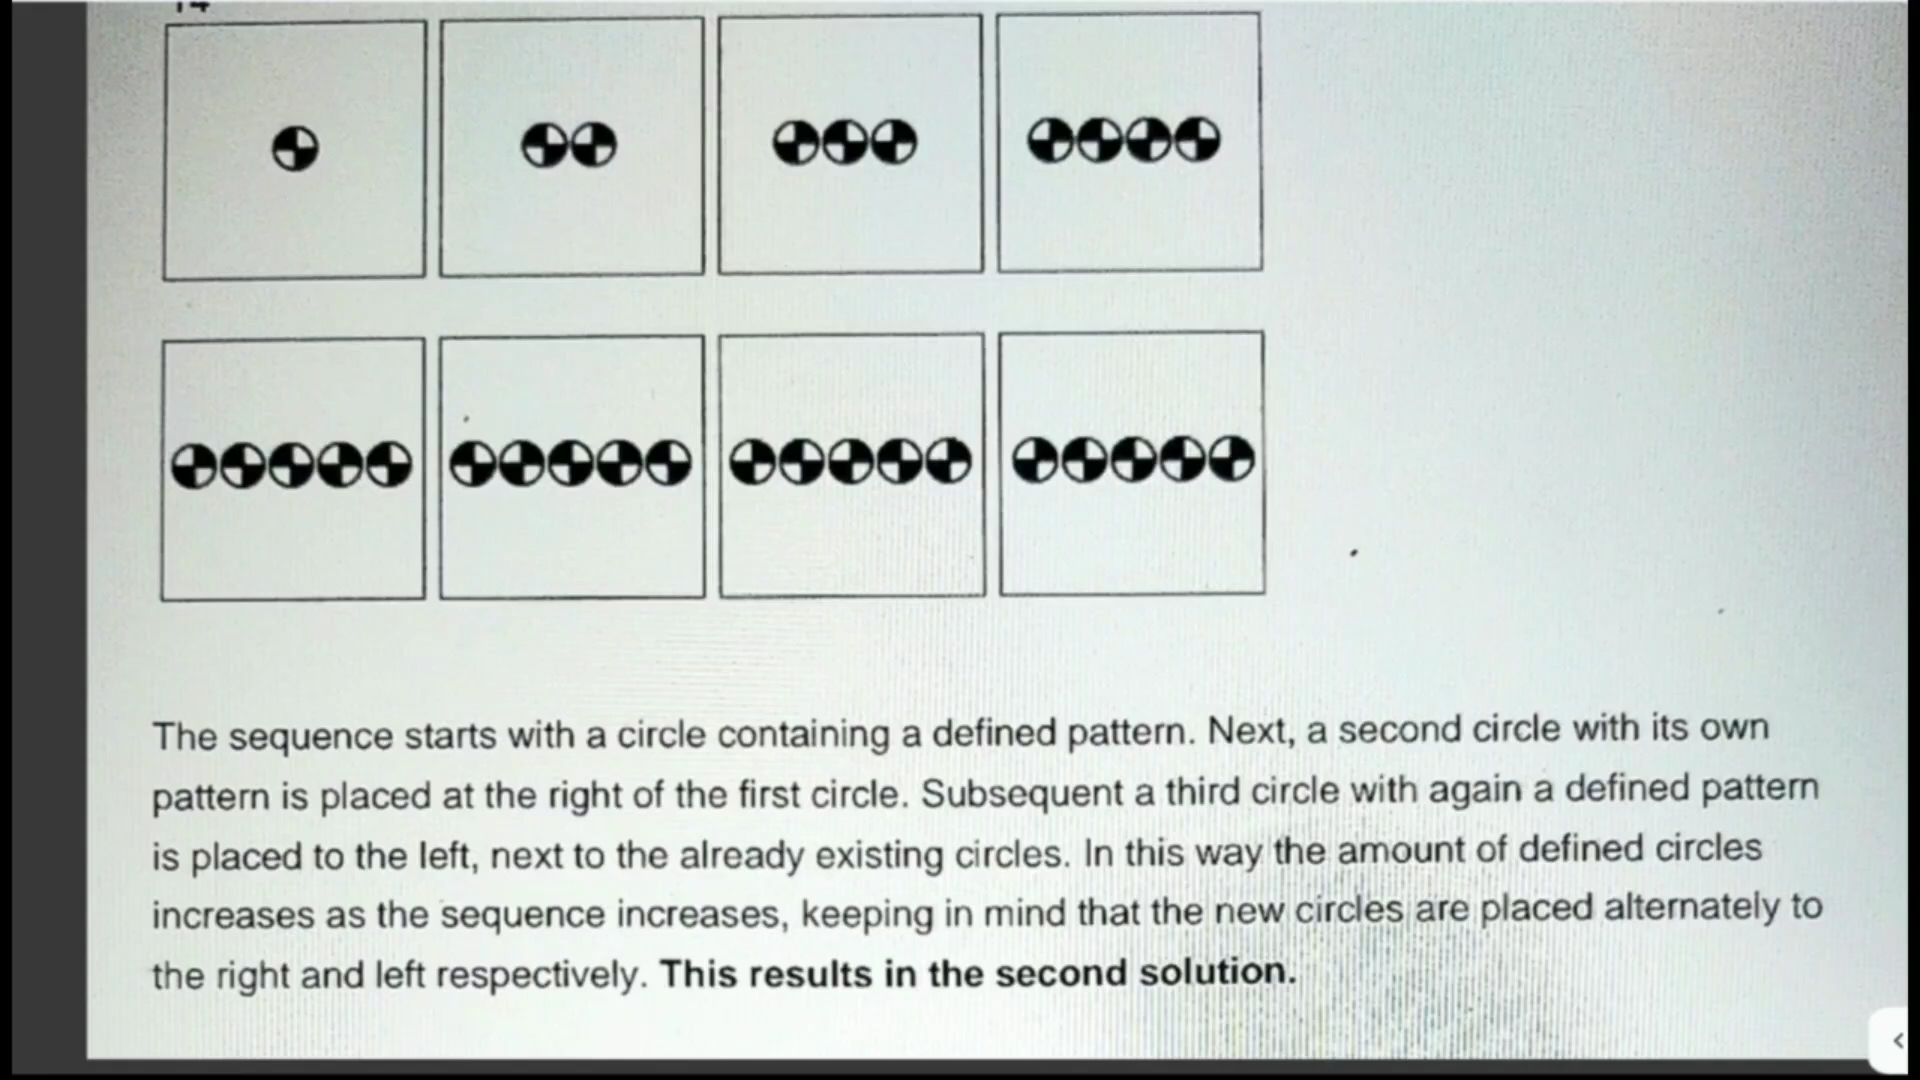 The sequence starts with a circle containing a defined pattern. Next, a second circle with its own
pattern is placed at the right of the first circle. Subsequent a third circle with again a defined pattern
is placed to the left, next to the already existing circles. In this way the amount of defined circles
increases as the sequence increases, keeping in mind that the new circles are placed alternately to
the right and left respectively. This results in the second solution.